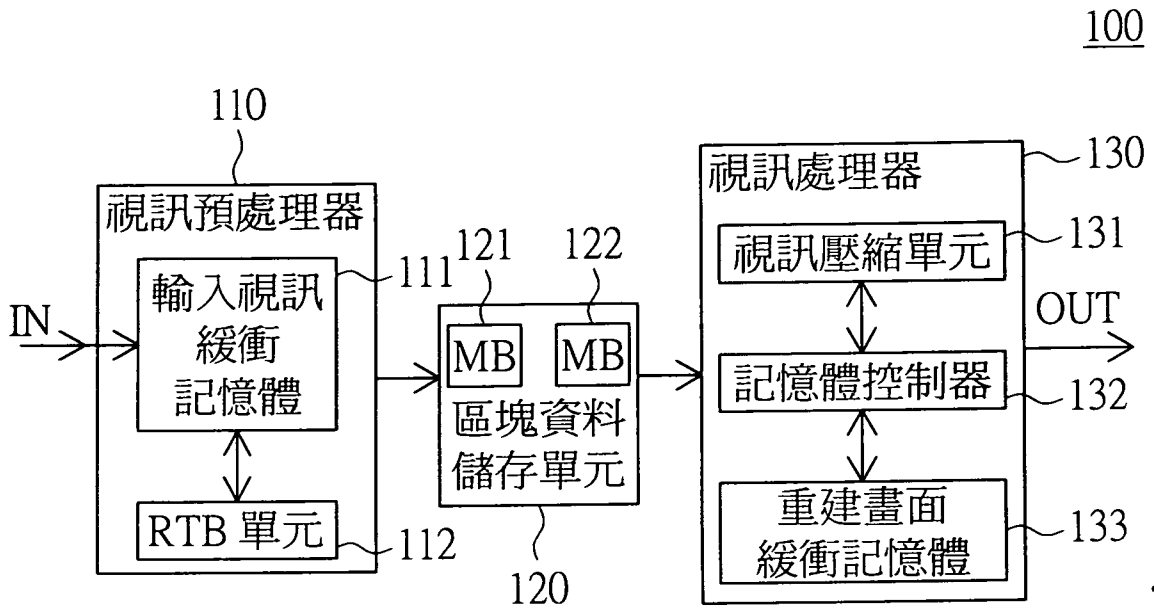 100
110
視訊預處理器
輸入視訊
緩衝
記憶體
111
IN
RTB 單元
112
121
122
MB
MB
區塊資料
儲存單元
120
視訊處理器
130
視訊壓縮單元
131
OUT
記憶體控制器
132
重建畫面
緩衝記憶體
133